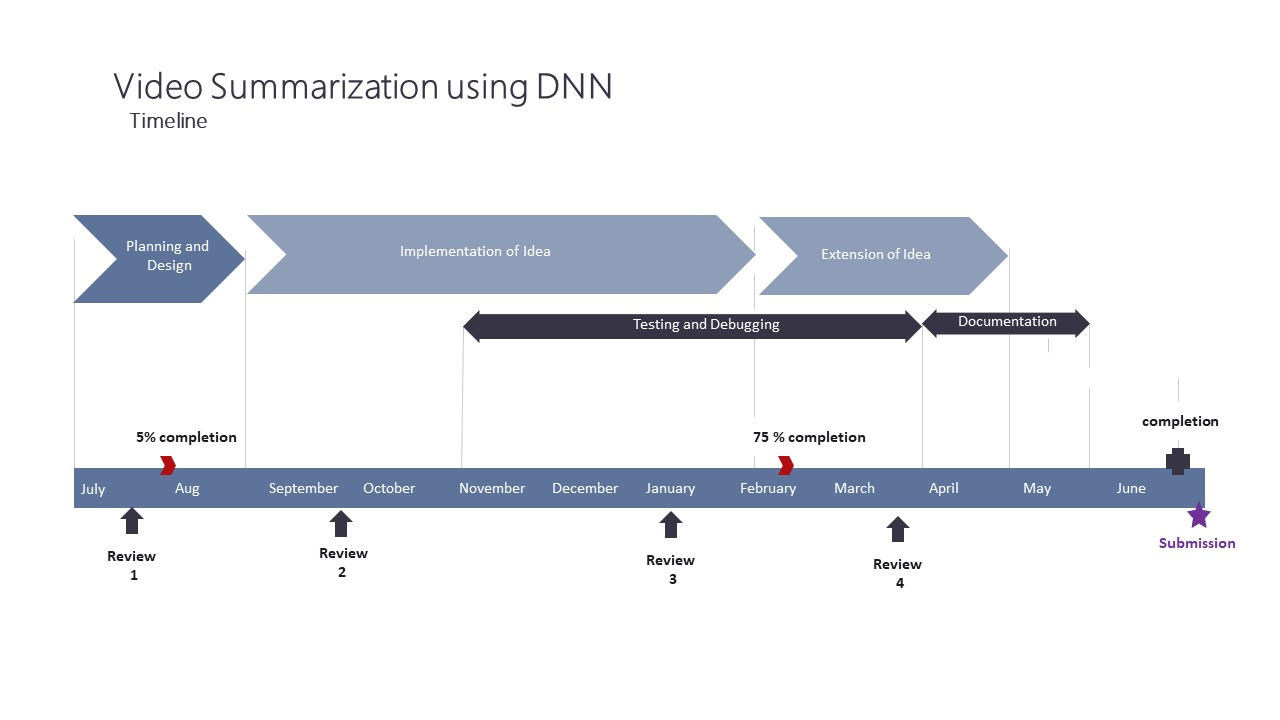 Video Summarization using DNN
Timeline
Planning and
Design
Implementation of Idea
Extension of Idea
Testing and Debugging
Documentation
5% completion
75 % completion
completion
July
Aug
September
October
November
December
January
February
March
April
May
June
Review
1
Review
2
Review
3
Review
4
Submission